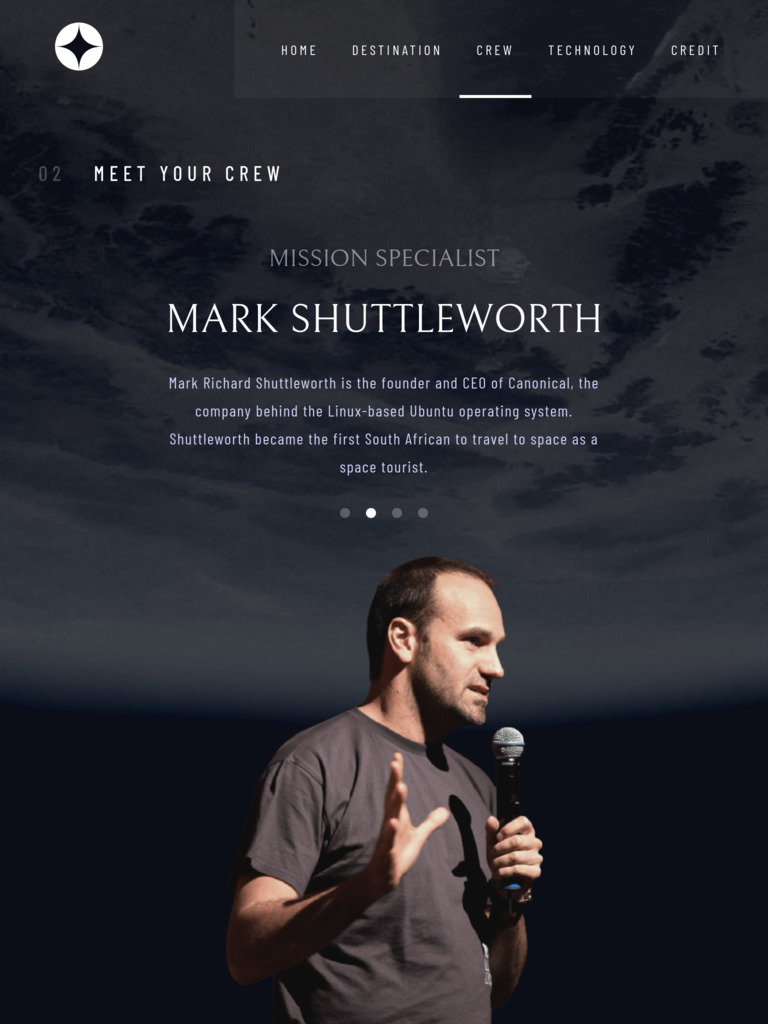 HOME DESTINATION CREW TECHNOLOGY CREDIT
02 MEET YOUR CREW
MISSION SPECIALIST
MARK SHUTTLEWORTH
Mark Richard Shuttleworth is the founder and CEO of Canonical, the
company behind the Linux-based Ubuntu operating system.
Shuttleworth became the first South African to travel to space as a
space tourist.